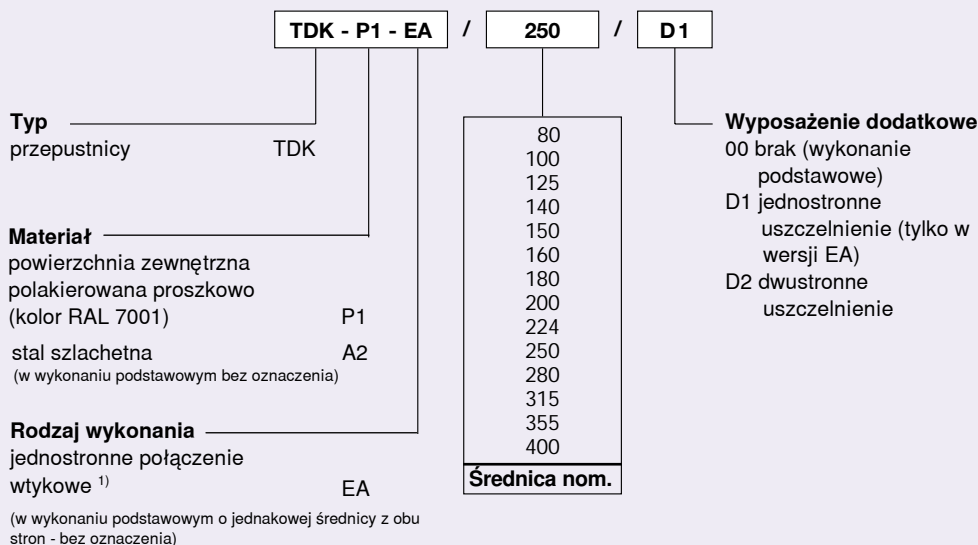 TDK - P1 - EA / 250 / D1
Typ
przepustnicy TDK
Materiał
powierzchnia zewnętrzna
polakierowana proszkowo
(kolor RAL 7001) P1
stal szlachetna A2
(w wykonaniu podstawowym bez oznaczenia)
Rodzaj wykonania
jednostronne połączenie
wtykowe 1) EA
(w wykonaniu podstawowym o jednakowej średnicy z obu
stron - bez oznaczenia)
80
100
125
140
150
160
180
200
224
250
280
315
355
400
Średnica nom.
Wyposażenie dodatkowe
00 brak (wykonanie
podstawowe)
D1 jednostronne
uszczelnienie (tylko w
wersji EA)
D2 dwustronne
uszczelnienie